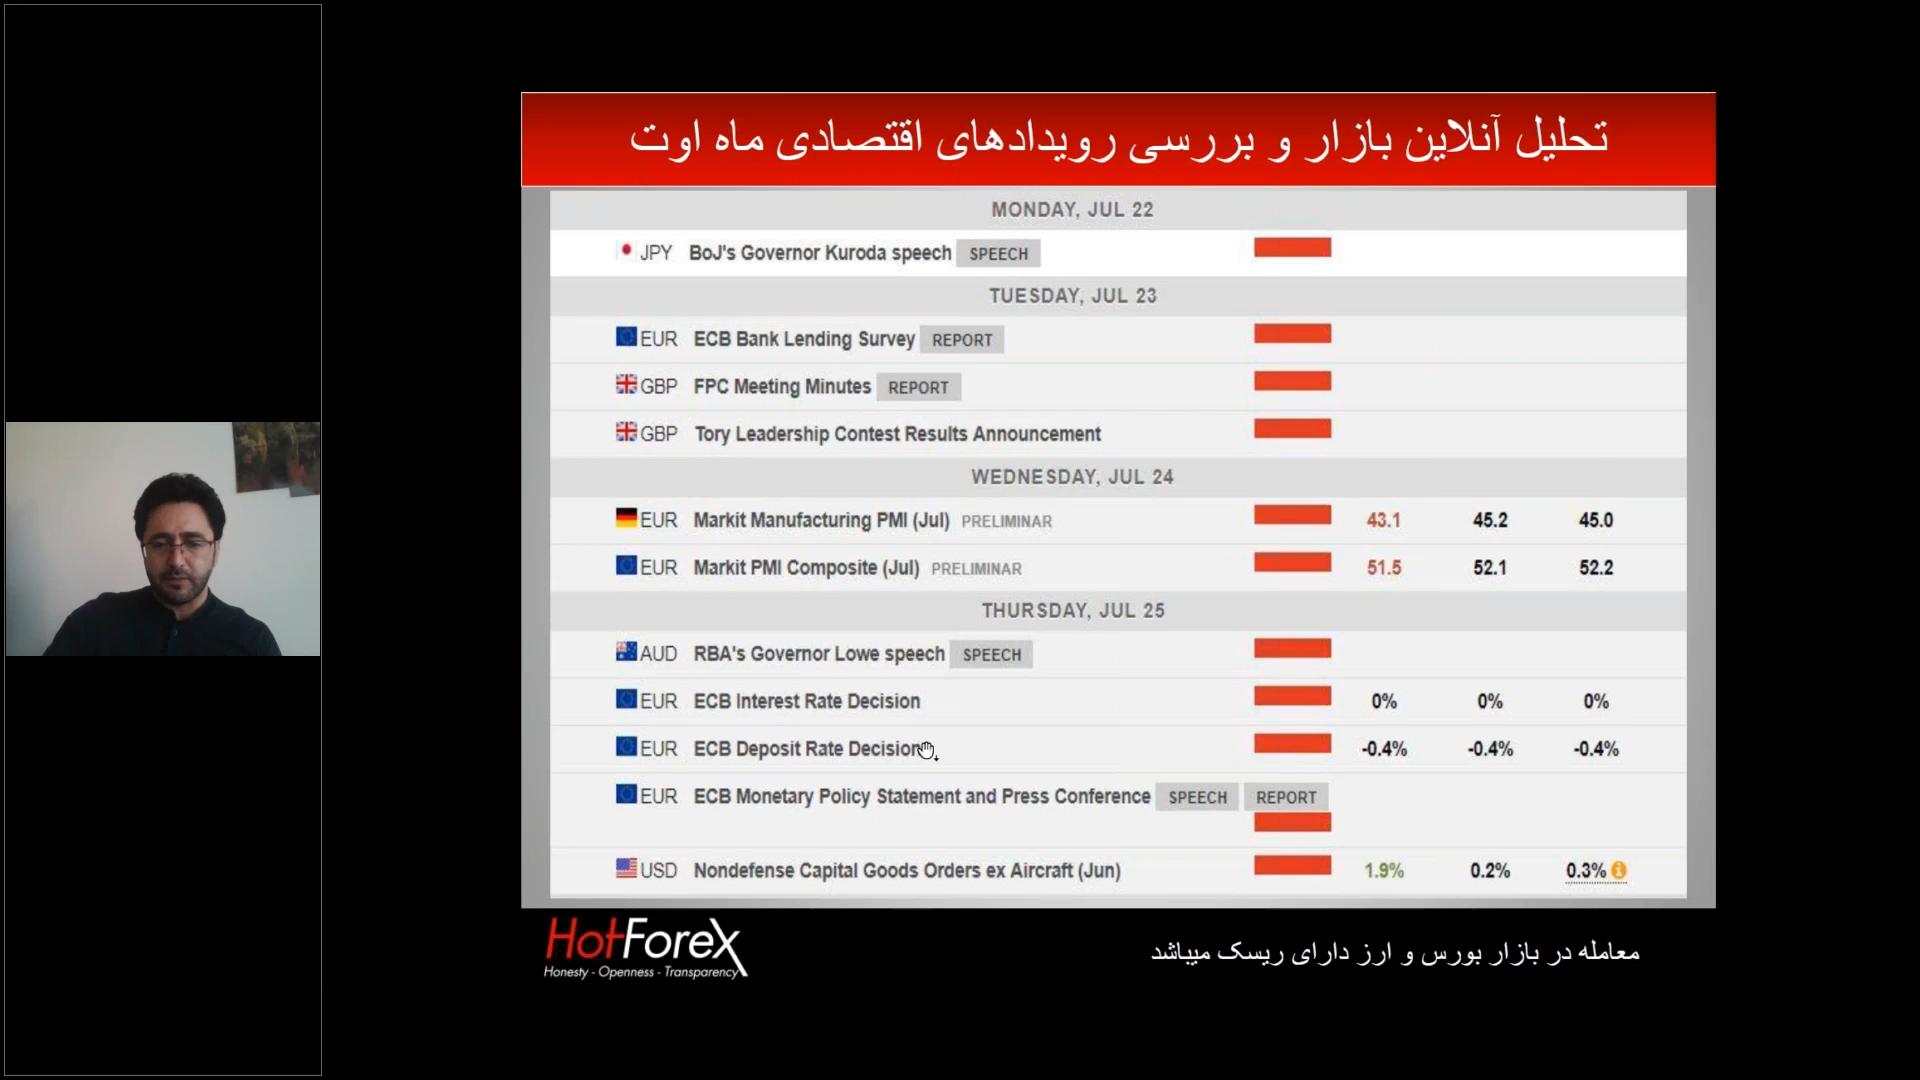 تحلیل آنلاین بازار و بررسی رویدادهای اقتصادی ماه اوت
MONDAY, JUL 22
JPY BoJ's Governor Kuroda speech SPEECH
TUESDAY, JUL 23
EUR ECB Bank Lending Survey REPORT
GBP FPC Meeting Minutes REPORT
GBP Tory Leadership Contest Results Announcement
WEDNESDAY, JUL 24
EUR Markit Manufacturing PMI (Jul) PRELIMINAR 43.1 45.2 45.0
EUR Markit PMI Composite (Jul) PRELIMINAR 51.5 52.1 52.2
THURSDAY, JUL 25
AUD RBA's Governor Lowe speech SPEECH
EUR ECB Interest Rate Decision 0% 0% 0%
EUR ECB Deposit Rate Decision -0.4% -0.4% -0.4%
EUR ECB Monetary Policy Statement and Press Conference SPEECH REPORT
USD Nondefense Capital Goods Orders ex Aircraft (Jun) 1.9% 0.2% 0.3%
HotForex
Honesty - Openness - Transparency
معامله در بازار بورس و ارز دارای ریسک میباشد